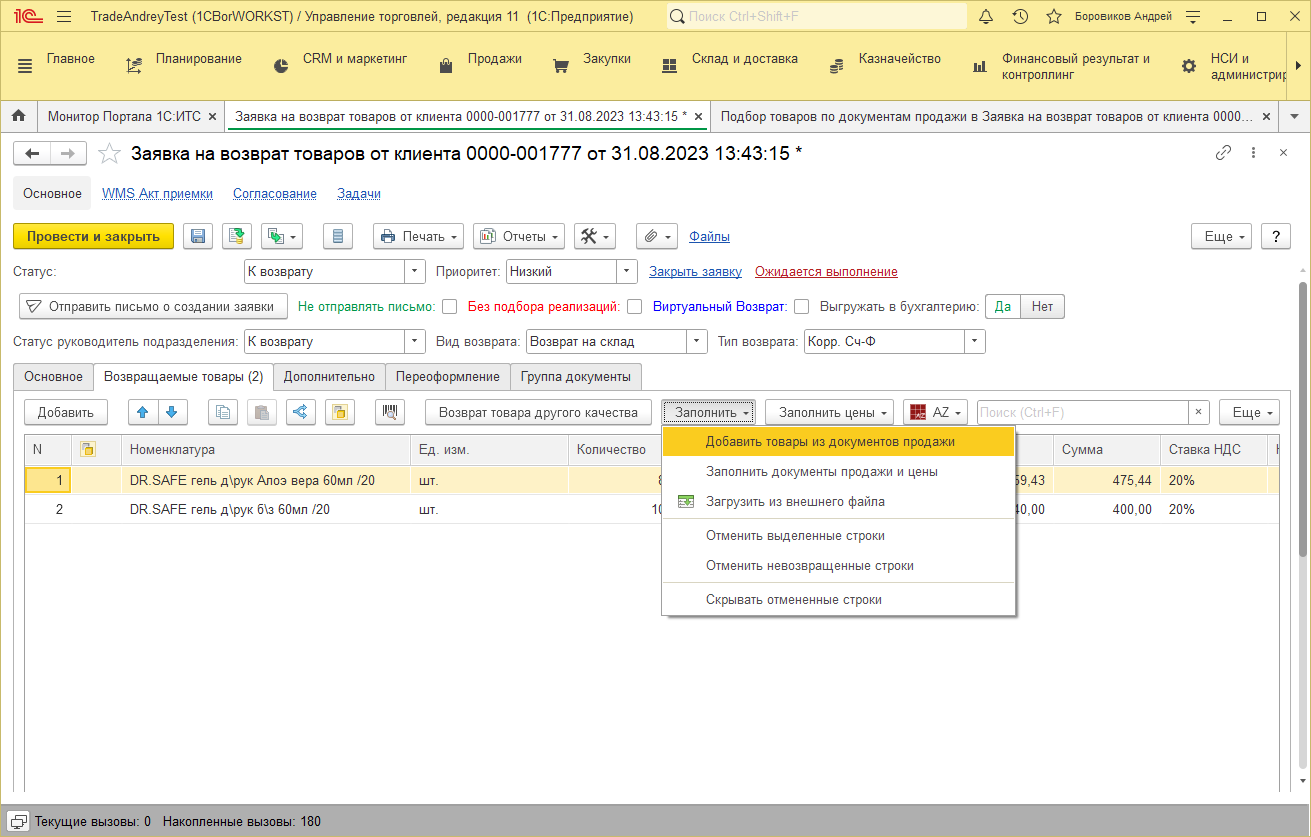 TradeAndreyTest (1CBorWORKST) / Управление торговлей, редакция 11 (1С:Предприятие)
Поиск Ctrl+Shift+F
Боровиков Андрей
Главное
Планирование
CRM и маркетинг
Продажи
Закупки
Склад и доставка
Казначейство
Финансовый результат и
контроллинг
НСИ и
администрир
Монитор Портала 1С:ИТС
Заявка на возврат товаров от клиента 0000-001777 от 31.08.2023 13:43:15 *
Подбор товаров по документам продажи в Заявка на возврат товаров от клиента 0000...
Заявка на возврат товаров от клиента 0000-001777 от 31.08.2023 13:43:15 *
Основное WMS Акт приемки Согласование Задачи
Провести и закрыть Печать Отчеты Файлы Еще ?
Статус: К возврату Приоритет: Низкий Закрыть заявку Ожидается выполнение
Отправить письмо о создании заявки Не отправлять письмо: Без подбора реализаций: Виртуальный Возврат: Выгружать в бухгалтерию: Да Нет
Статус руководитель подразделения: К возврату Вид возврата: Возврат на склад Тип возврата: Корр. Сч-Ф
Основное Возвращаемые товары (2) Дополнительно Переоформление Группа документы
Добавить Возврат товара другого качества Заполнить Заполнить цены AZ Поиск (Ctrl+F) Еще
N Номенклатура Ед. изм. Количество Сумма Ставка НДС
1 DR.SAFE гель д\рук Алоэ вера 60мл /20 шт. 59,43 475,44 20%
2 DR.SAFE гель д\рук б\з 60мл /20 шт. 10 40,00 400,00 20%
Добавить товары из документов продажи
Заполнить документы продажи и цены
Загрузить из внешнего файла
Отменить выделенные строки
Отменить невозвращенные строки
Скрывать отмененные строки
Текущие вызовы: 0 Накопленные вызовы: 180